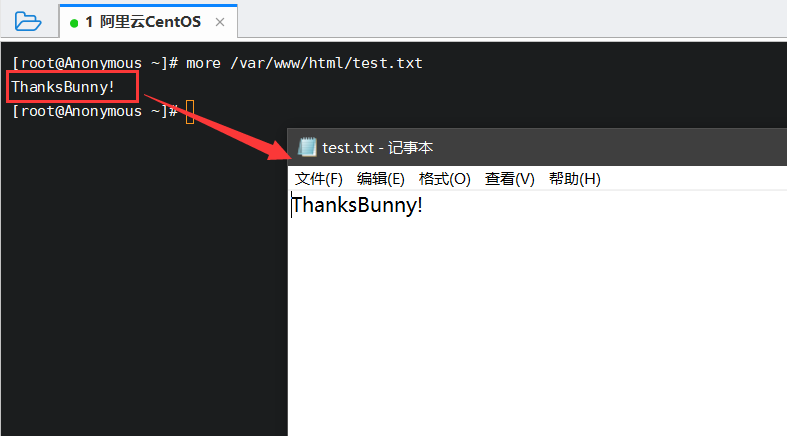 1 阿里云CentOS ×
[root@Anonymous ~]# more /var/www/html/test.txt
ThanksBunny!
[root@Anonymous ~]#
test.txt - 记事本
文件(F) 编辑(E) 格式(O) 查看(V) 帮助(H)
ThanksBunny!